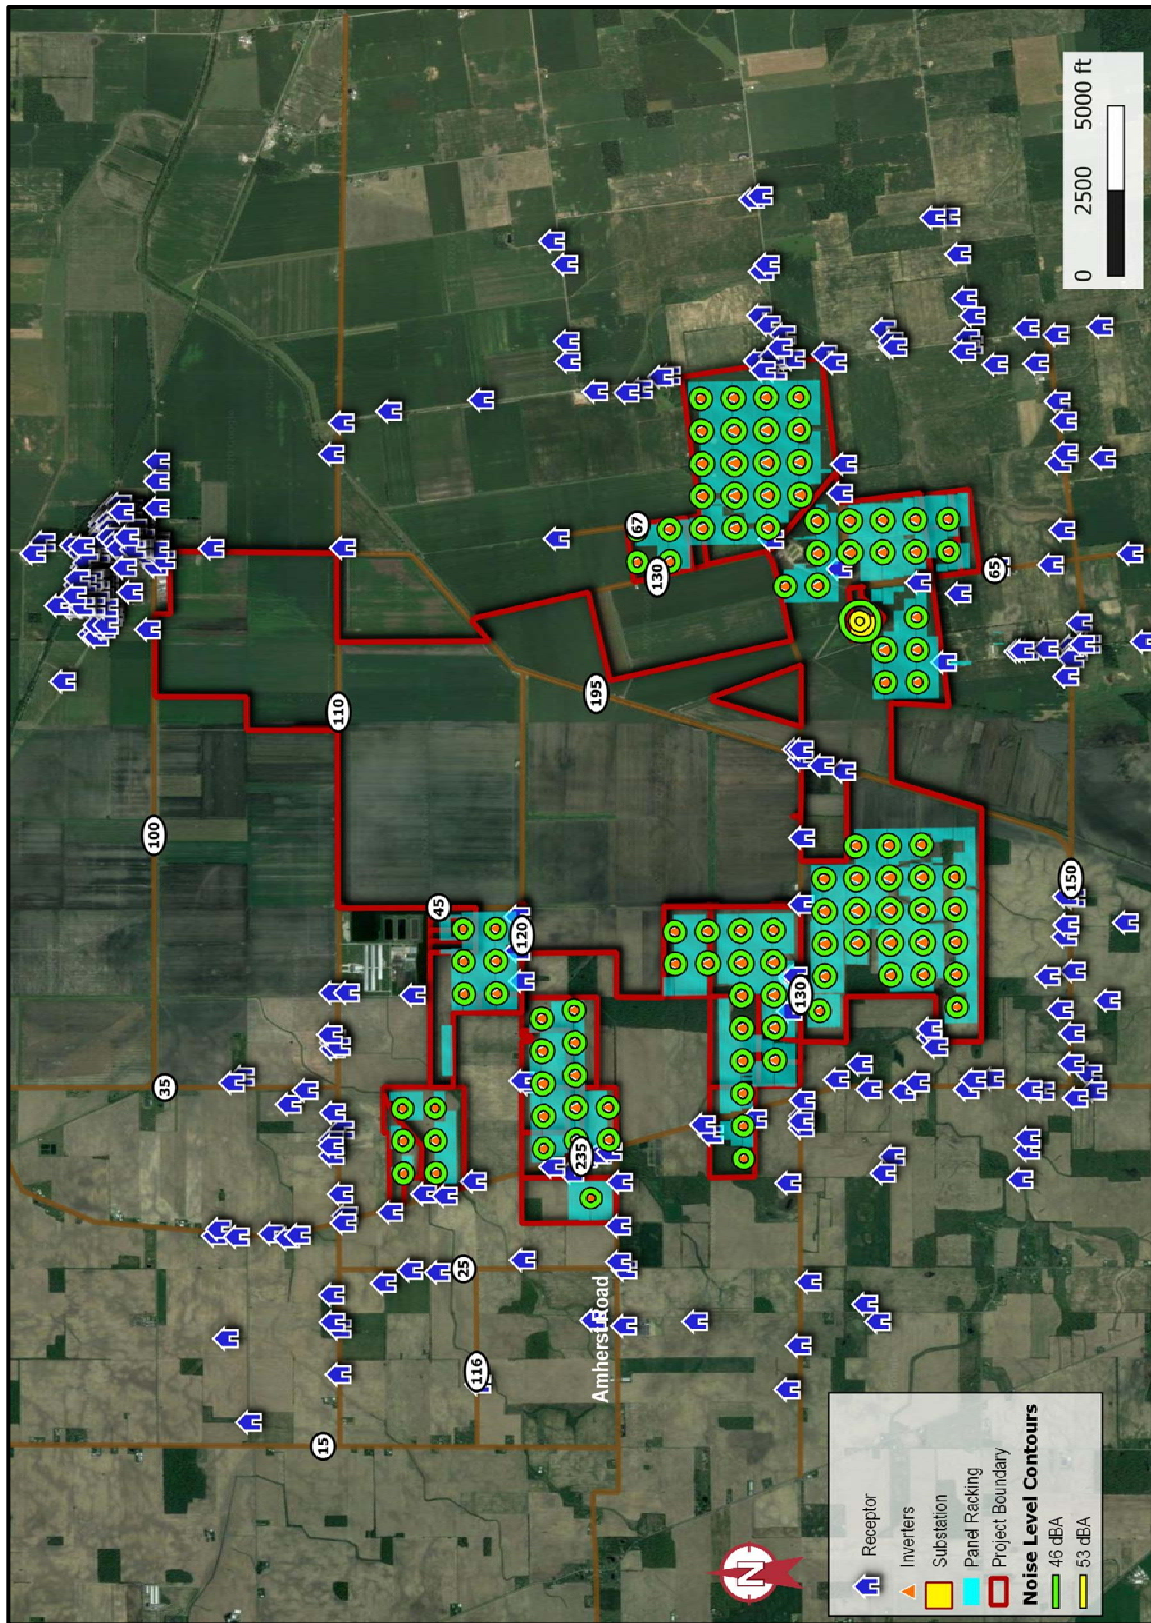 100
110
35
45
120
195
67
130
65
235
25
116
15
130
150
Amherst Road
0 2500 5000 ft
N
Receptor
Inverters
Substation
Panel Racking
Project Boundary
Noise Level Contours
46 dBA
53 dBA